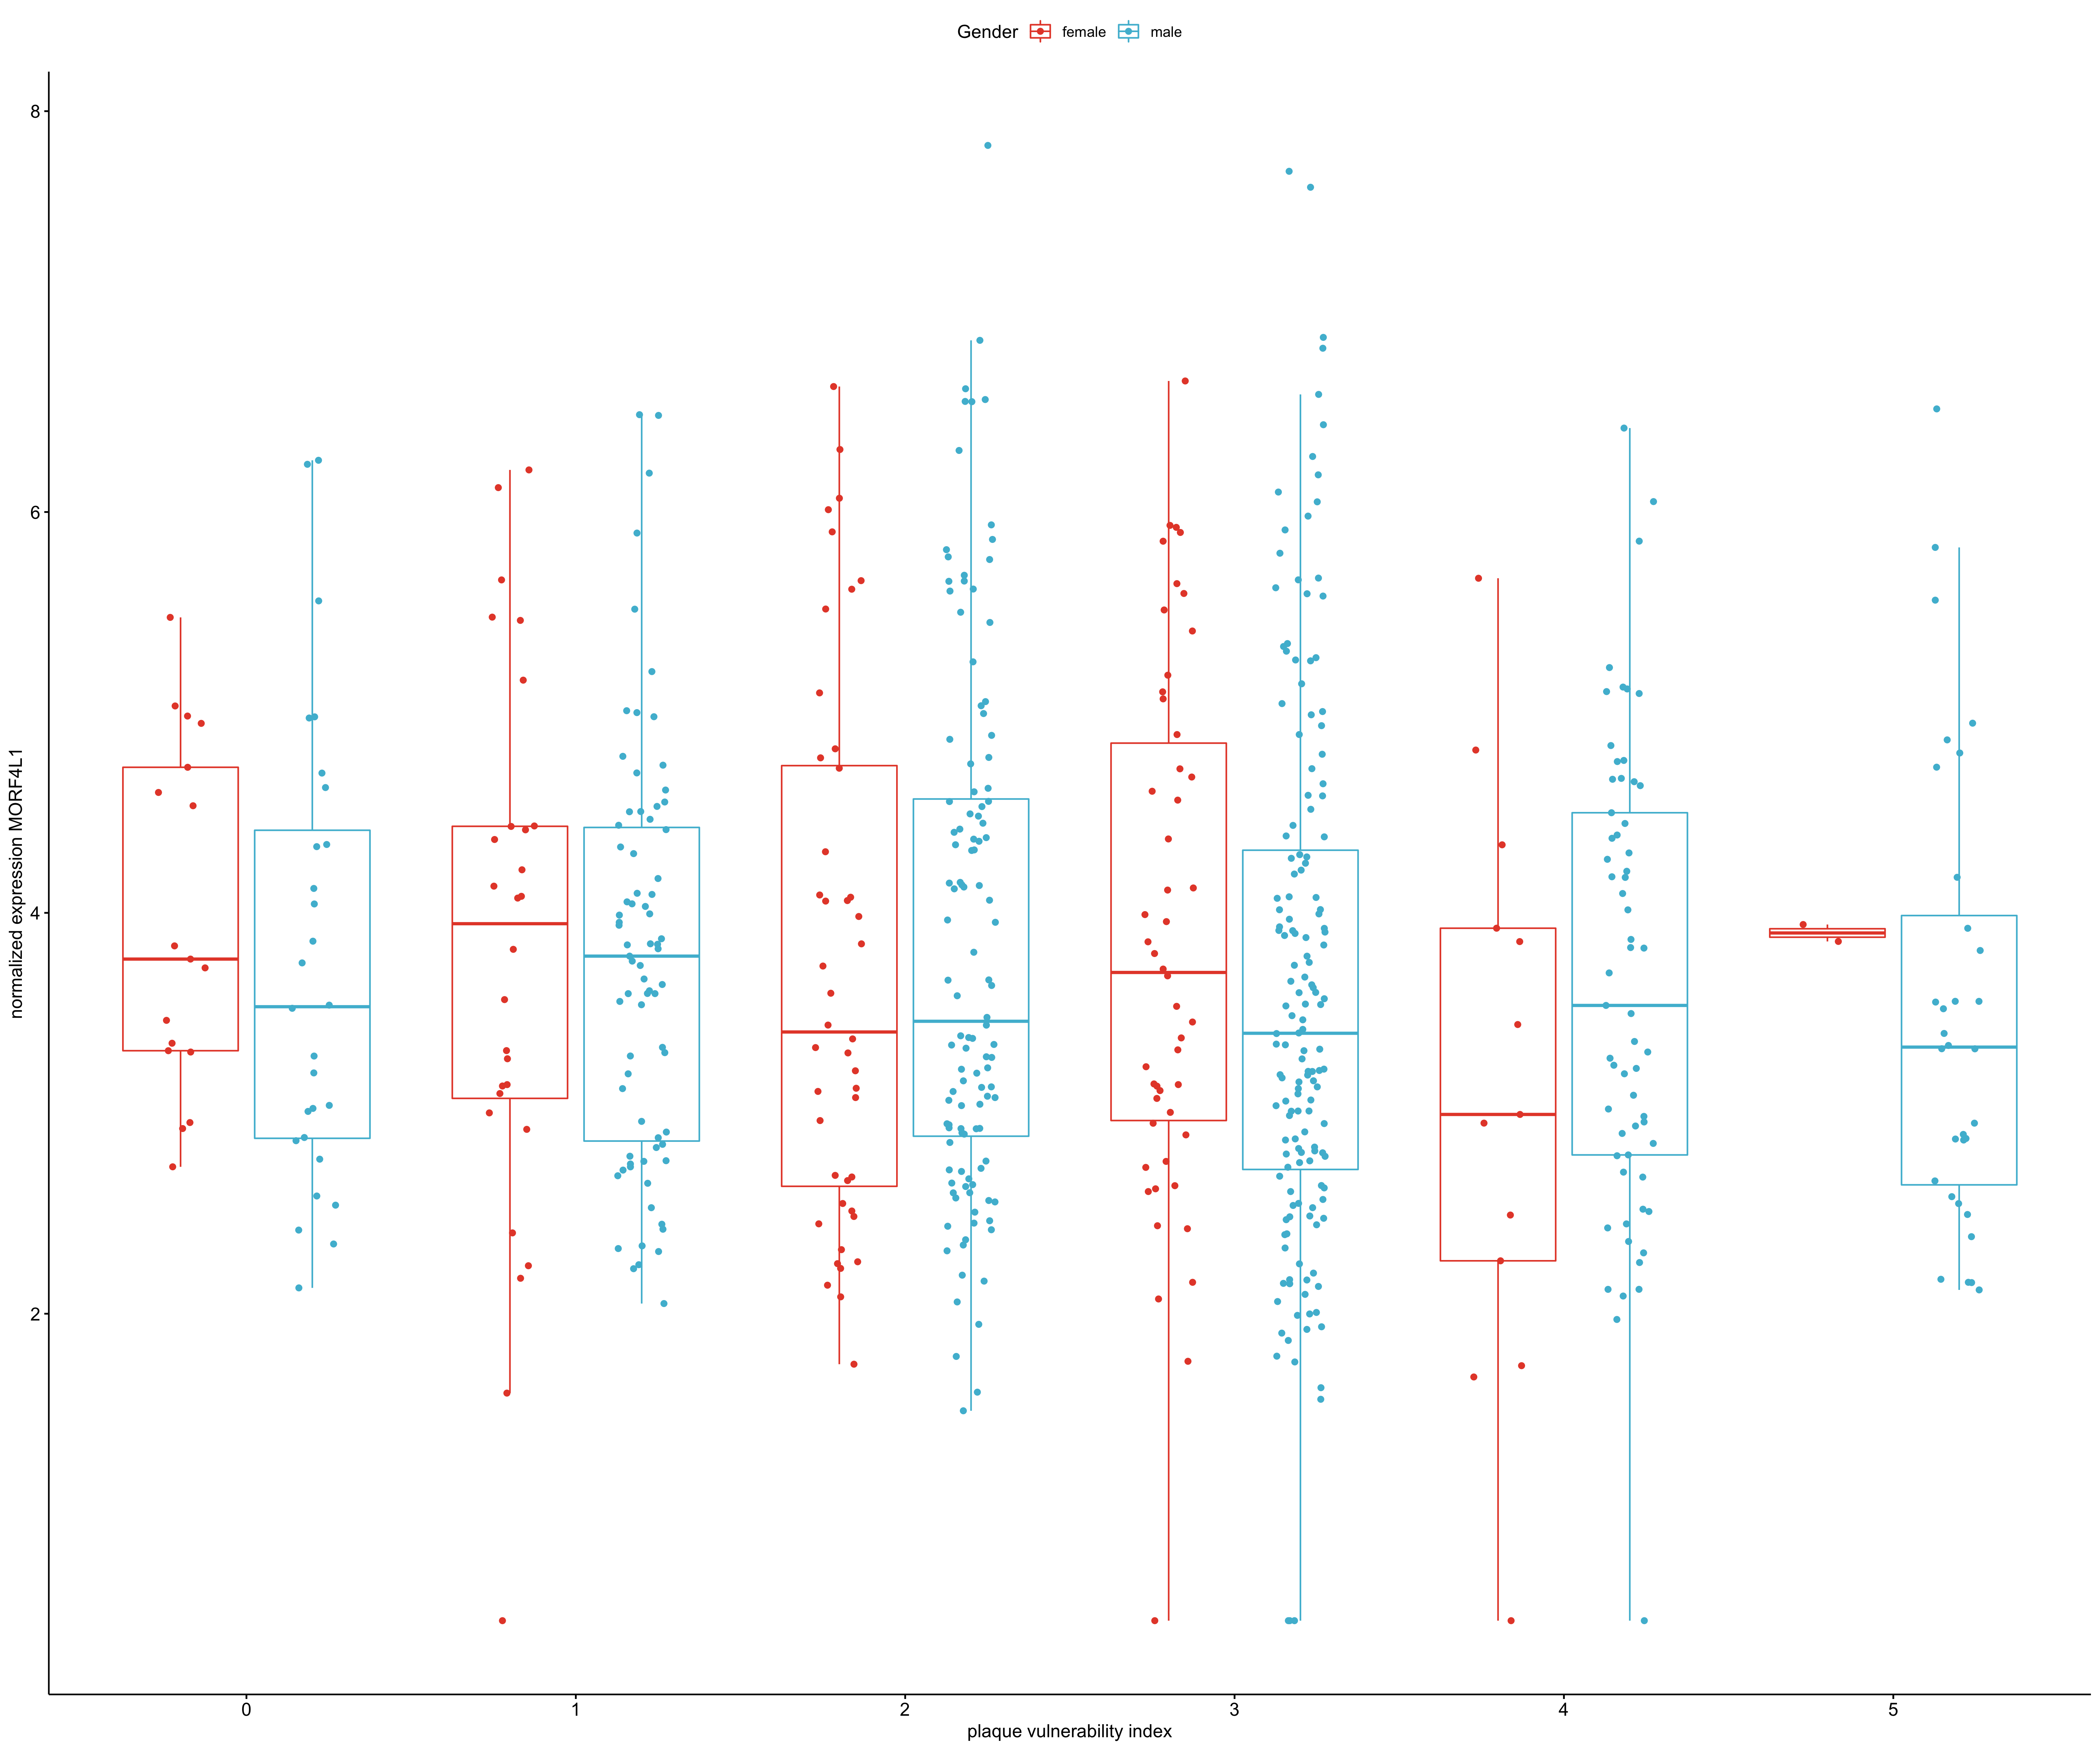 Gender female male
8
6
4
2
normalized expression MORF4L1
0 1 2 3 4 5
plaque vulnerability index